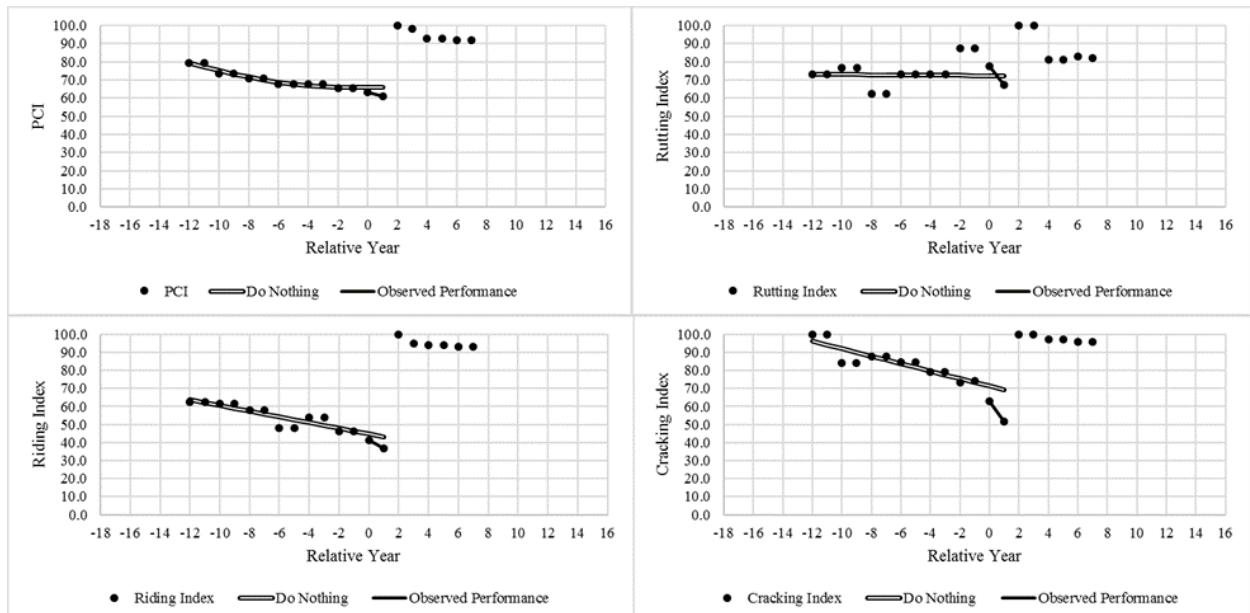 PCI
100.0
90.0
80.0
70.0
60.0
50.0
40.0
30.0
20.0
10.0
0.0
-18 -16 -14 -12 -10 -8 -6 -4 -2 0 2 4 6 8 10 12 14 16
Relative Year
PCI Do Nothing Observed Performance
Rutting Index
100.0
90.0
80.0
70.0
60.0
50.0
40.0
30.0
20.0
10.0
0.0
-18 -16 -14 -12 -10 -8 -6 -4 -2 0 2 4 6 8 10 12 14 16
Relative Year
Rutting Index Do Nothing Observed Performance
Riding Index
100.0
90.0
80.0
70.0
60.0
50.0
40.0
30.0
20.0
10.0
0.0
-18 -16 -14 -12 -10 -8 -6 -4 -2 0 2 4 6 8 10 12 14 16
Relative Year
Riding Index Do Nothing Observed Performance
Cracking Index
100.0
90.0
80.0
70.0
60.0
50.0
40.0
30.0
20.0
10.0
0.0
-18 -16 -14 -12 -10 -8 -6 -4 -2 0 2 4 6 8 10 12 14 16
Relative Year
Cracking Index Do Nothing Observed Performance